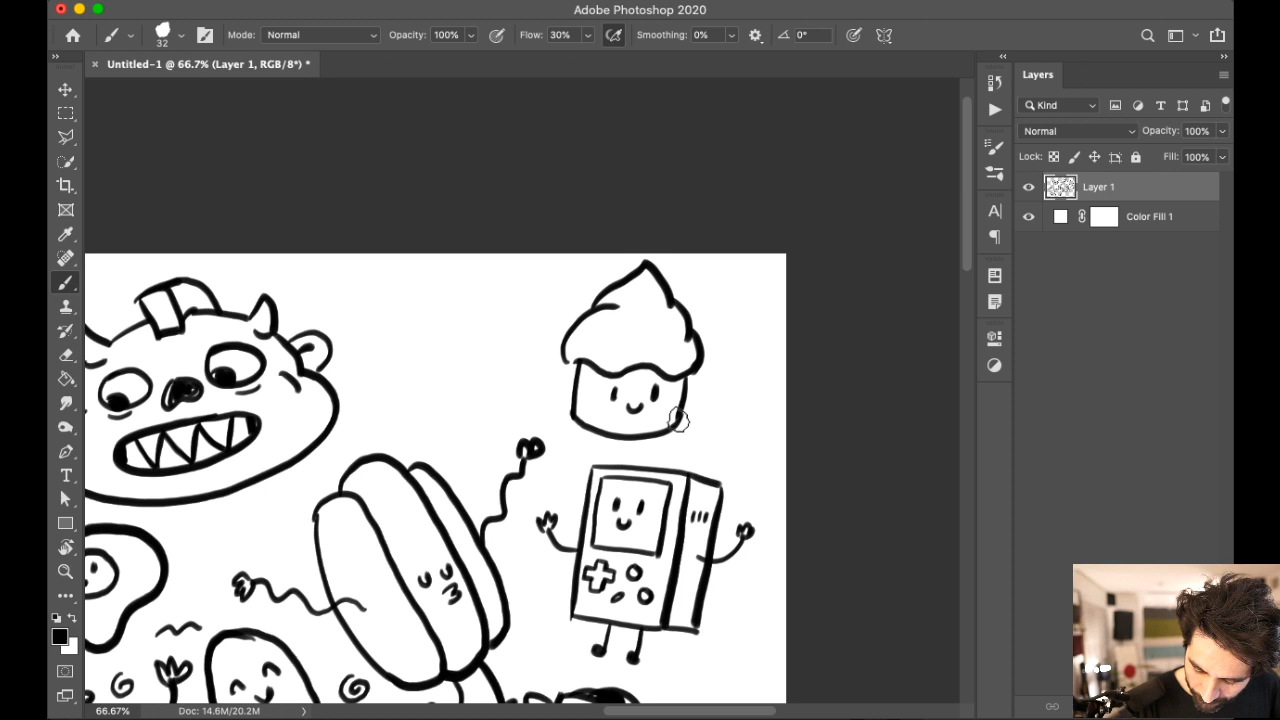 Adobe Photoshop 2020
32
Mode: Normal Opacity: 100% Flow: 30% Smoothing: 0% 0°
Untitled-1 @ 66.7% (Layer 1, RGB/8*) *
Layers
Kind
Normal Opacity: 100%
Lock: Fill: 100%
Layer 1
Color Fill 1
66.67% Doc: 14.6M/20.2M